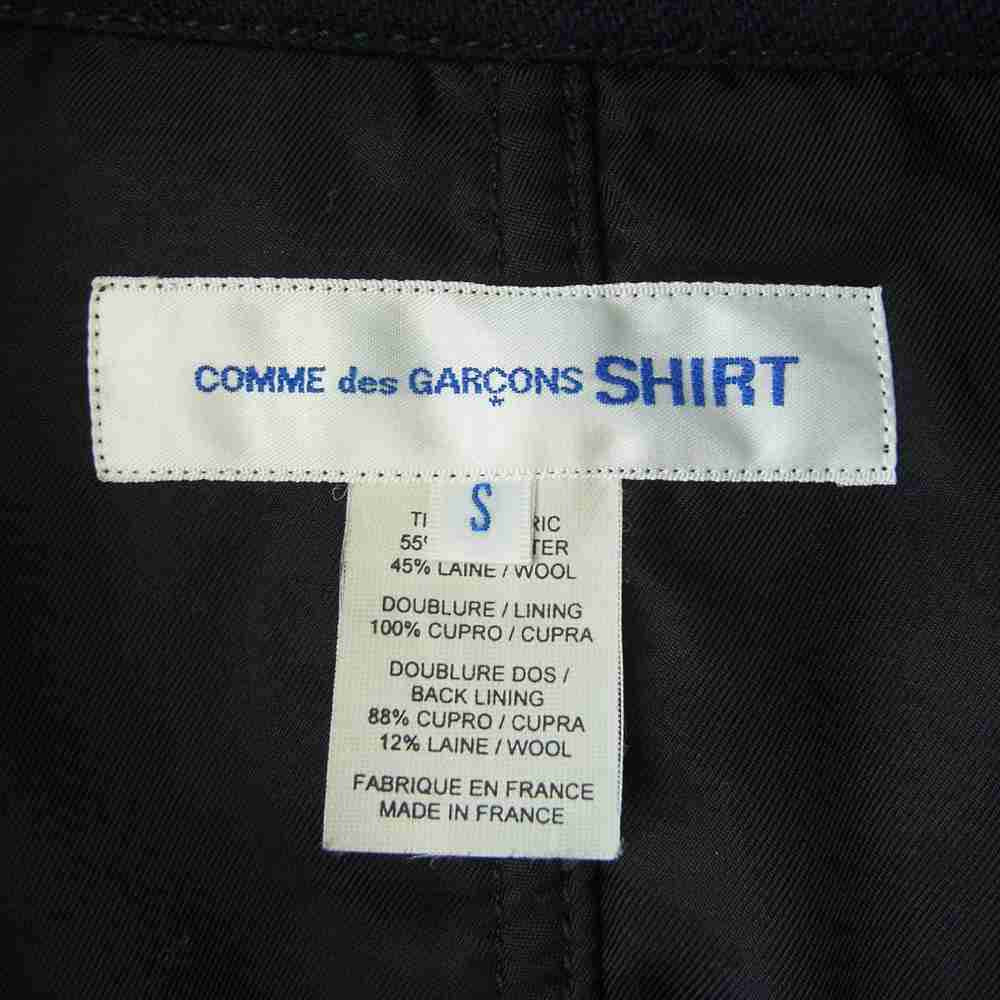 COMME des GARÇONS SHIRT
S
45% LAINE / WOOL
DOUBLURE / LINING
100% CUPRO / CUPRA
DOUBLURE DOS /
BACK LINING
88% CUPRO / CUPRA
12% LAINE / WOOL
FABRIQUE EN FRANCE
MADE IN FRANCE